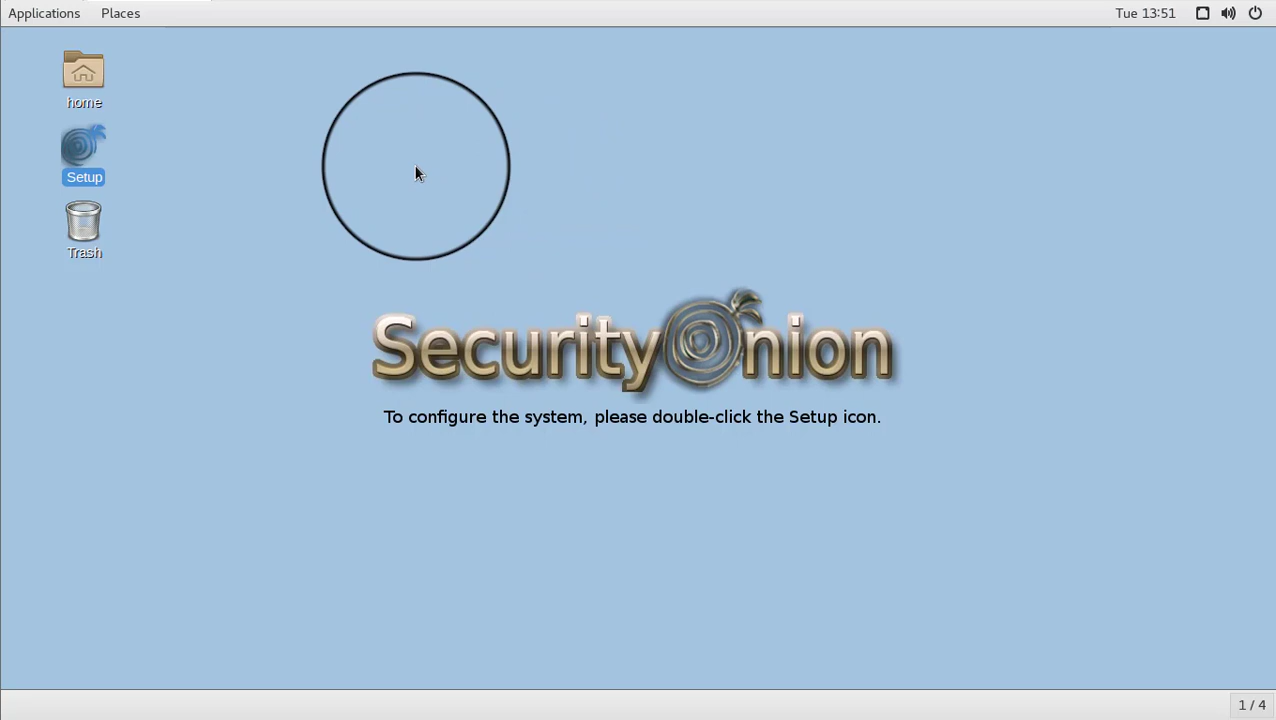 Applications Places Tue 13:51
home
Setup
Trash
SecurityOnion
To configure the system, please double-click the Setup icon.
1 / 4